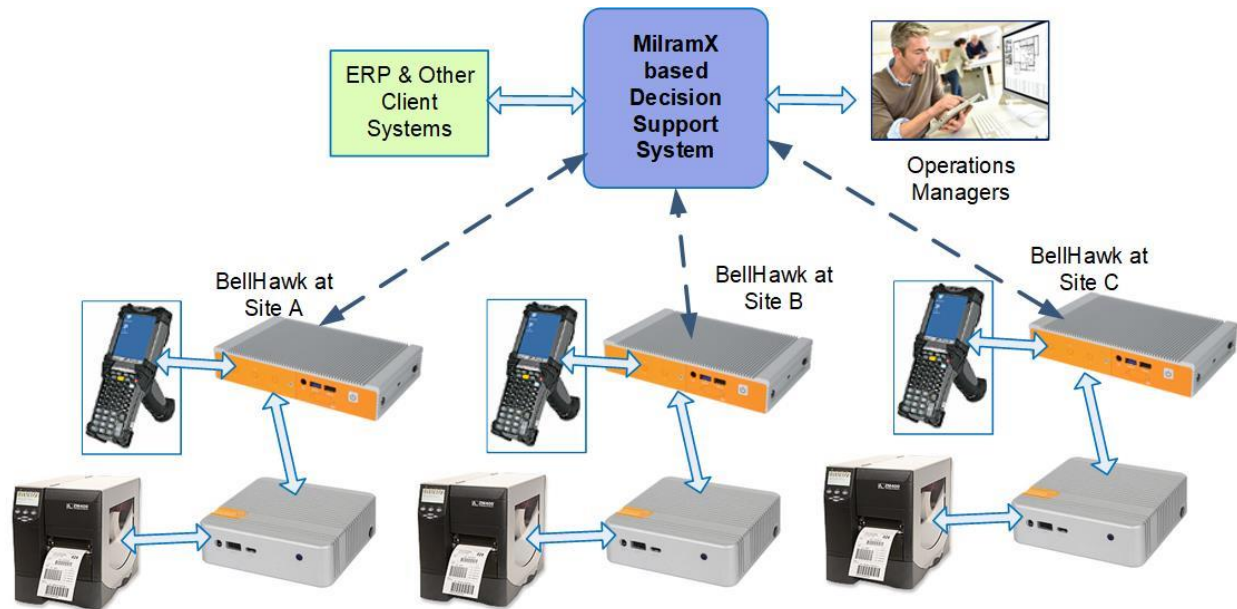 MilramX
based
Decision
Support
System
ERP & Other
Client
Systems
Operations
Managers
BellHawk at
Site A
BellHawk at
Site B
BellHawk at
Site C